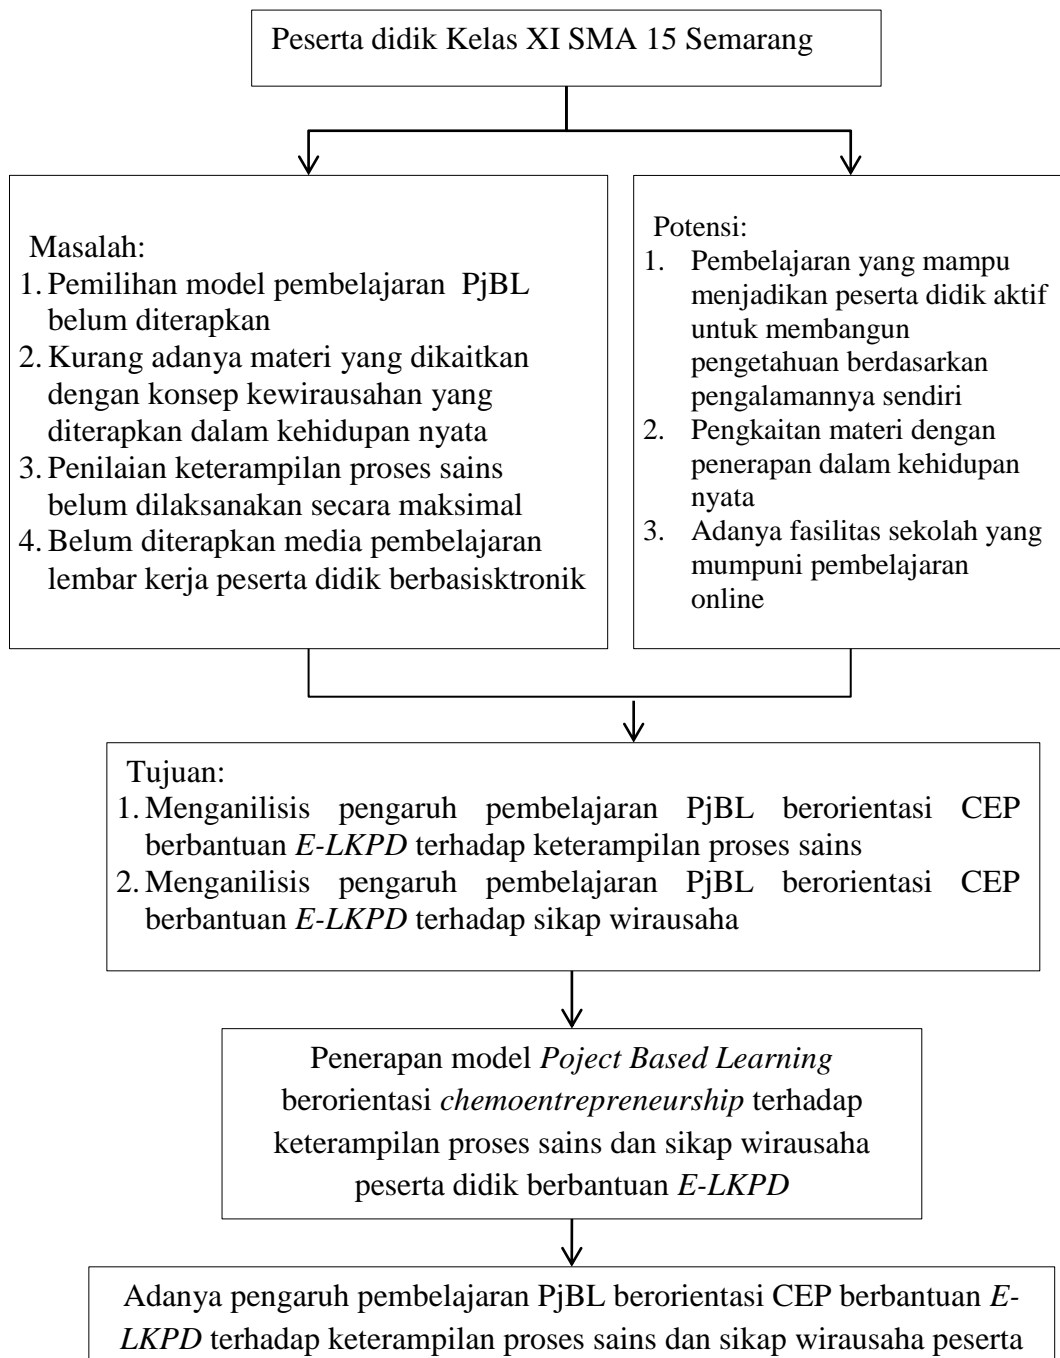 Peserta didik Kelas XI SMA 15 Semarang
Masalah:
1. Pemilihan model pembelajaran PjBL
belum diterapkan
2. Kurang adanya materi yang dikaitkan
dengan konsep kewirausahan yang
diterapkan dalam kehidupan nyata
3. Penilaian keterampilan proses sains
belum dilaksanakan secara maksimal
4. Belum diterapkan media pembelajaran
lembar kerja peserta didik berbasisktronik
Potensi:
1. Pembelajaran yang mampu
menjadikan peserta didik aktif
untuk membangun
pengetahuan berdasarkan
pengalamannya sendiri
2. Pengkaitan materi dengan
penerapan dalam kehidupan
nyata
3. Adanya fasilitas sekolah yang
mumpuni pembelajaran
online
Tujuan:
1. Menganilisis pengaruh pembelajaran PjBL berorientasi CEP
berbantuan E-LKPD terhadap keterampilan proses sains
2. Menganilisis pengaruh pembelajaran PjBL berorientasi CEP
berbantuan E-LKPD terhadap sikap wirausaha
Penerapan model Poject Based Learning
berorientasi chemoentrepreneurship terhadap
keterampilan proses sains dan sikap wirausaha
peserta didik berbantuan E-LKPD
Adanya pengaruh pembelajaran PjBL berorientasi CEP berbantuan E-
LKPD terhadap keterampilan proses sains dan sikap wirausaha peserta